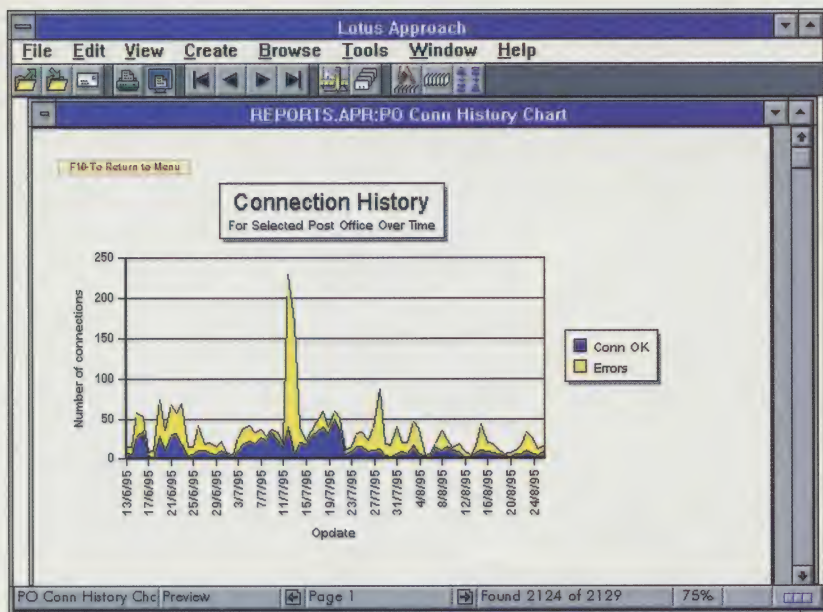 Lotus Approach
File Edit View Create Browse Tools Window Help
REPORTS.APR:PO Conn History Chart
F10-To Return to Menu
Connection History
For Selected Post Office Over Time
Number of connections
250
200
150
100
50
0
13/6/95
17/6/95
21/6/95
25/6/95
29/6/95
3/7/95
7/7/95
11/7/95
15/7/95
19/7/95
23/7/95
27/7/95
31/7/95
4/8/95
8/8/95
12/8/95
16/8/95
20/8/95
24/8/95
Opdate
Conn OK
Errors
PO Conn History Chc Preview Page 1 Found 2124 of 2129 75%